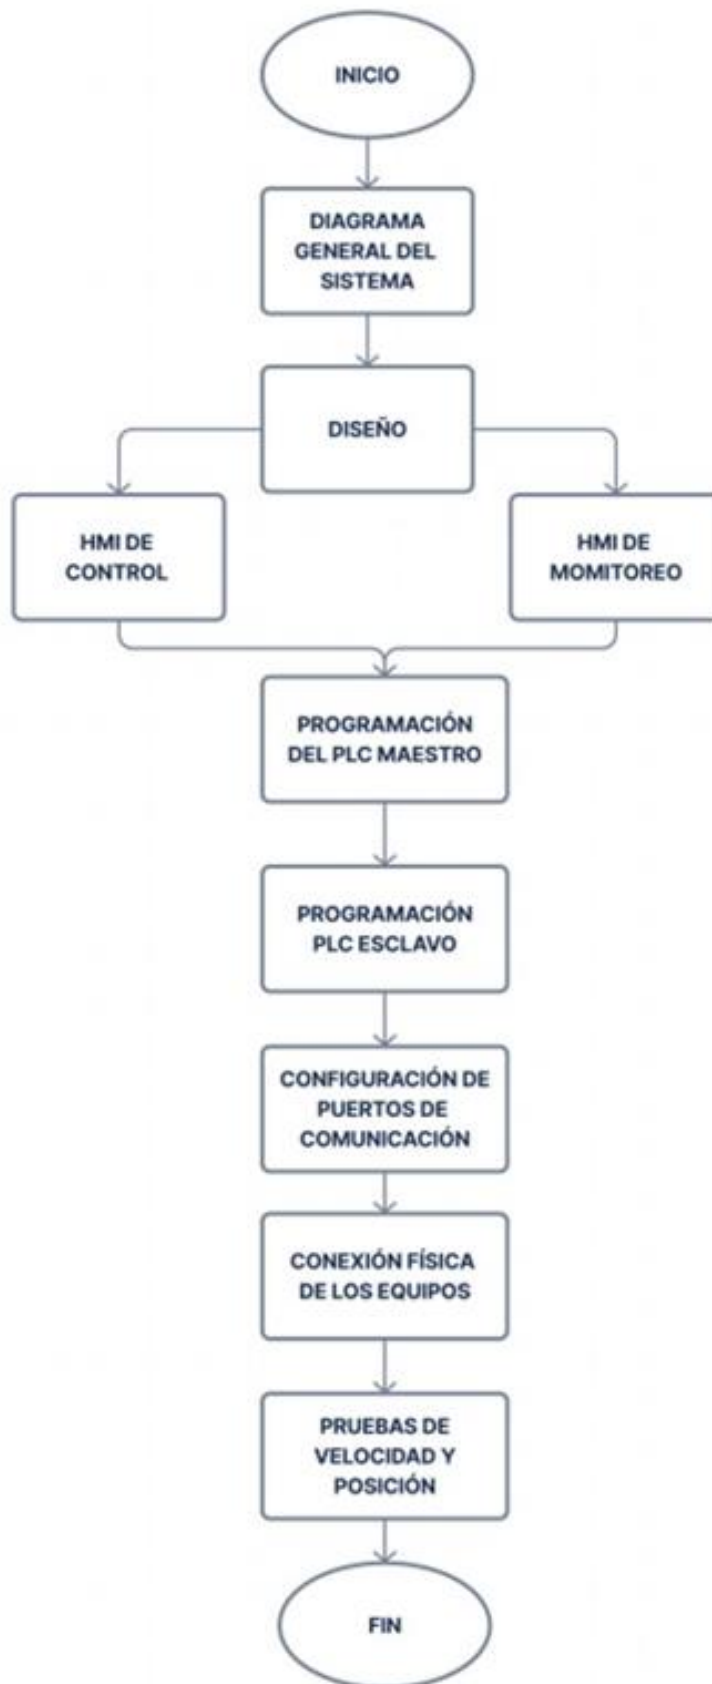 INICIO
DIAGRAMA
GENERAL DEL
SISTEMA
DISEÑO
HMI DE
CONTROL
HMI DE
MOMITOREO
PROGRAMACIÓN
DEL PLC MAESTRO
PROGRAMACIÓN
PLC ESCLAVO
CONFIGURACIÓN DE
PUERTOS DE
COMUNICACIÓN
CONEXIÓN FÍSICA
DE LOS EQUIPOS
PRUEBAS DE
VELOCIDAD Y
POSICIÓN
FIN